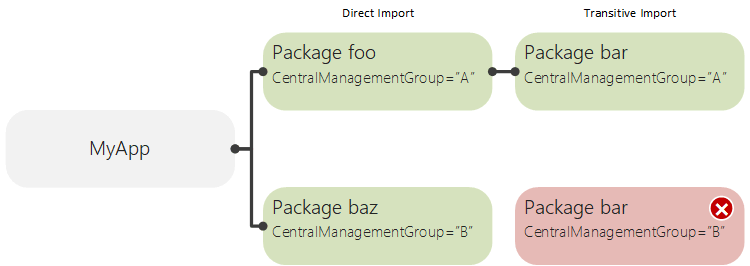 Direct Import
Transitive Import
Package foo
CentralManagementGroup="A"
Package bar
CentralManagementGroup="A"
MyApp
Package baz
CentralManagementGroup="B"
Package bar
CentralManagementGroup="B"